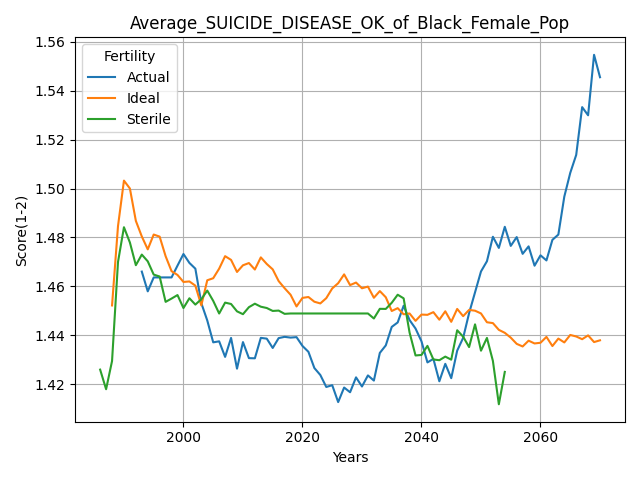 Average_SUICIDE_DISEASE_OK_of_Black_Female_Pop
Fertility
Actual
Ideal
Sterile
Score(1-2)
1.56
1.54
1.52
1.50
1.48
1.46
1.44
1.42
2000
2020
2040
2060
Years